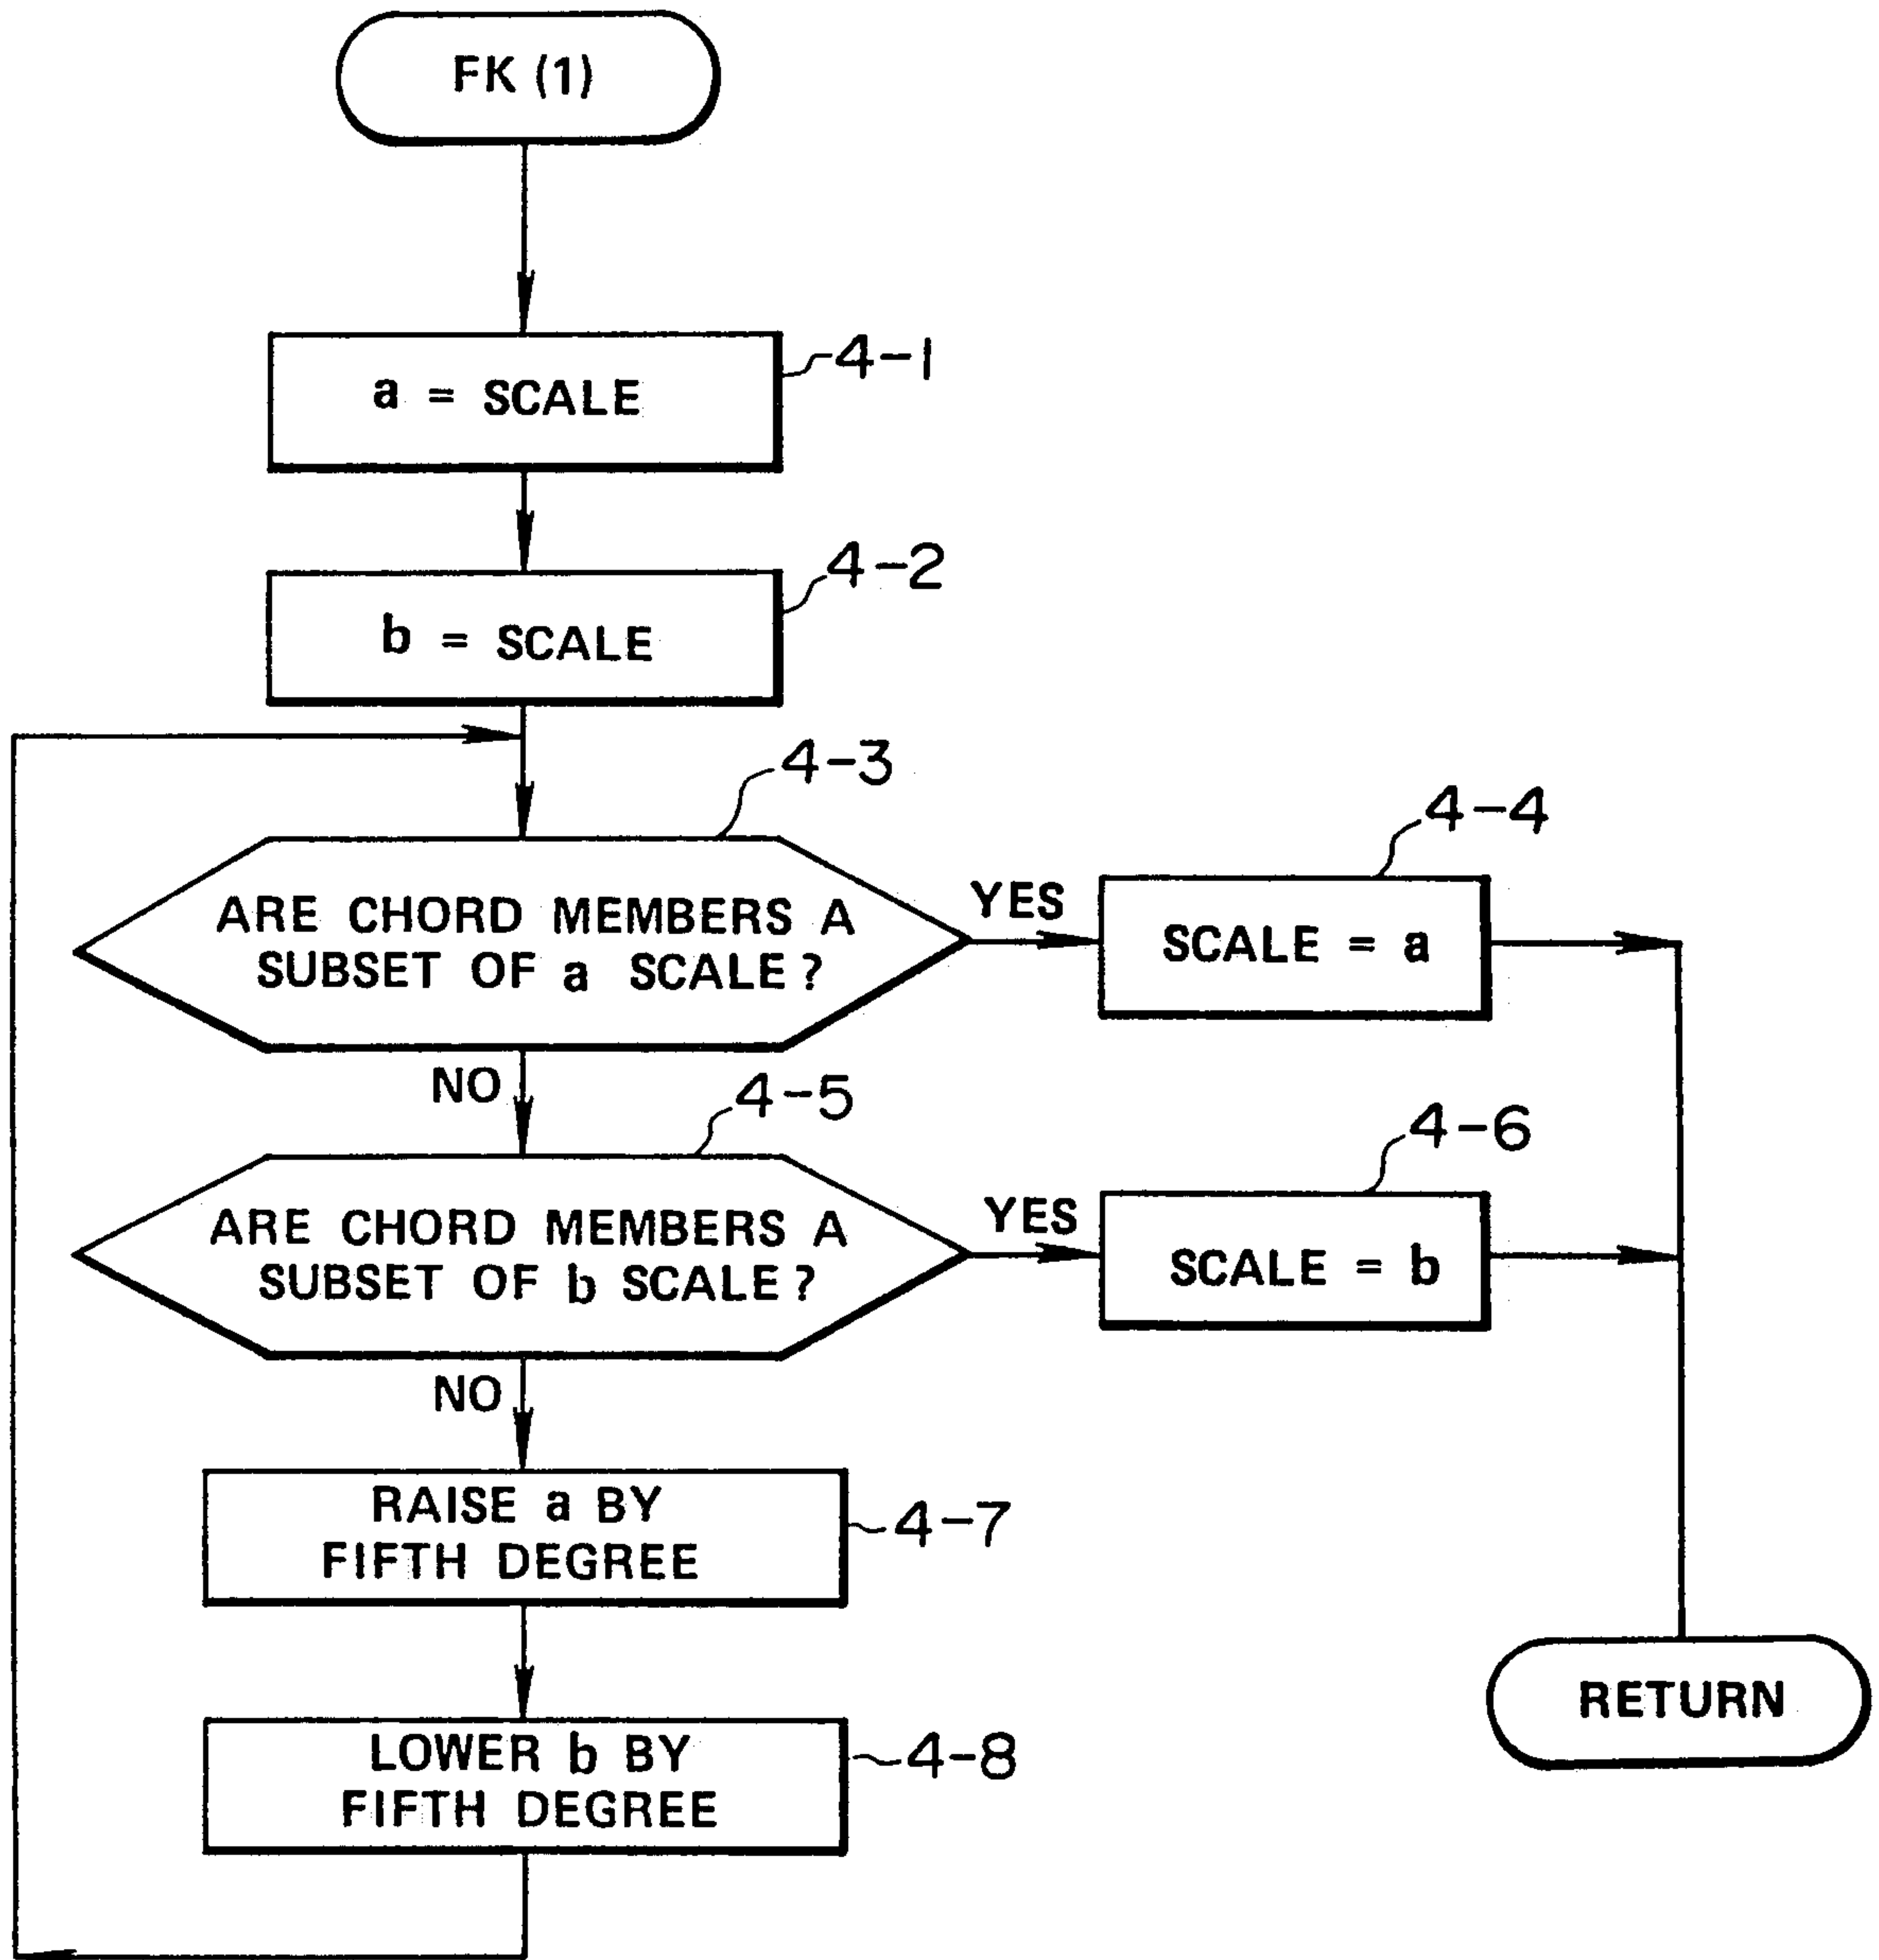 FK (1)
a = SCALE
4-1
b = SCALE
4-2
4-3
ARE CHORD MEMBERS A
SUBSET OF a SCALE?
YES
4-4
SCALE = a
NO
4-5
ARE CHORD MEMBERS A
SUBSET OF b SCALE?
YES
4-6
SCALE = b
NO
RAISE a BY
FIFTH DEGREE
4-7
LOWER b BY
FIFTH DEGREE
4-8
RETURN